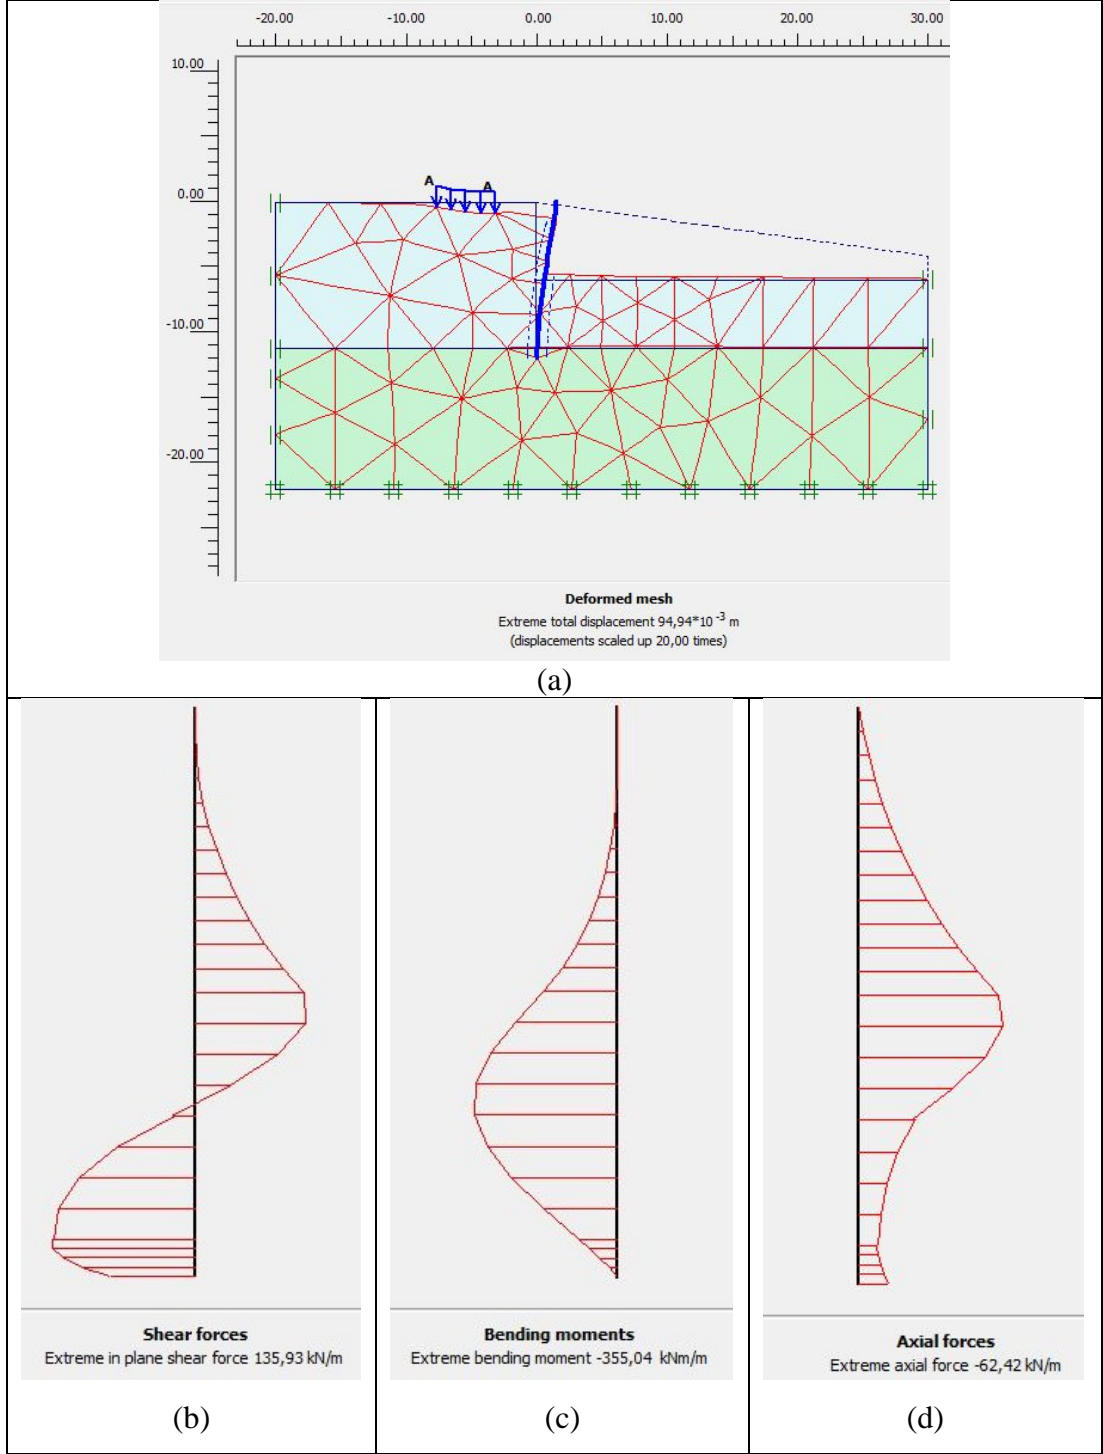 -20.00 -10.00 0.00 10.00 20.00 30.00
10.00
0.00
-10.00
-20.00
A A
Deformed mesh
Extreme total displacement 94,94*10 -3 m
(displacements scaled up 20,00 times)
(a)
Shear forces
Extreme in plane shear force 135,93 kN/m
(b)
Bending moments
Extreme bending moment -355,04 kNm/m
(c)
Axial forces
Extreme axial force -62,42 kN/m
(d)